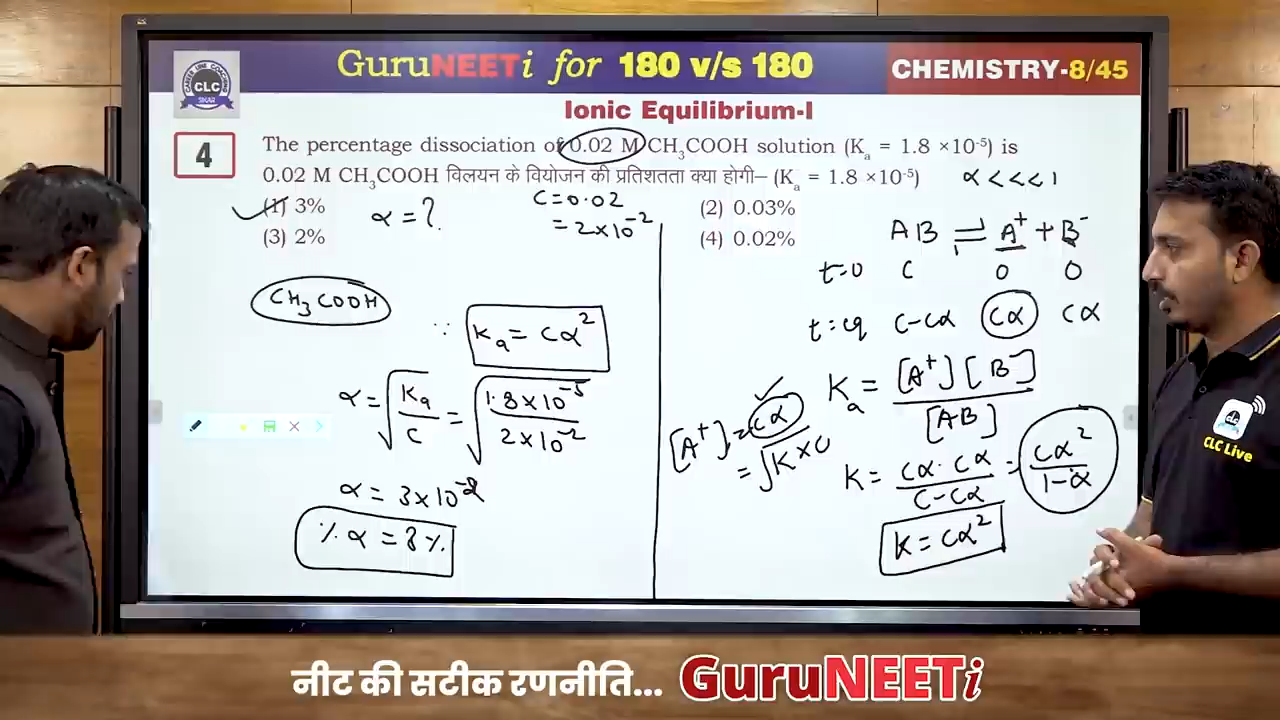 GuruNEETi for 180 v/s 180
CHEMISTRY-8/45
CLC
SIKAR
Ionic Equilibrium-I
4
The percentage dissociation of 0.02 M CH₃COOH solution (Kₐ = 1.8 ×10⁻⁵) is
0.02 M CH₃COOH विलयन के वियोजन की प्रतिशतता क्या होगी– (Kₐ = 1.8 ×10⁻⁵)
α <<< 1
(1) 3%
(2) 0.03%
(3) 2%
(4) 0.02%
α = ?
C = 0.02
= 2×10⁻²
CH₃COOH
∵ Kₐ = Cα²
α = √(Kₐ/C) = √(1.8×10⁻⁵/2×10⁻²)
α = 3×10⁻²
% α = 3%
AB ⇌ A⁺ + B⁻
t=0 C 0 0
t=eq C-Cα Cα Cα
Kₐ = [A⁺][B⁻]/[AB]
[A⁺] = Cα
= √K×C
K = Cα·Cα/C-Cα = Cα²/1-α
K = Cα²
CLC Live
नीट की सटीक रणनीति... GuruNEETi